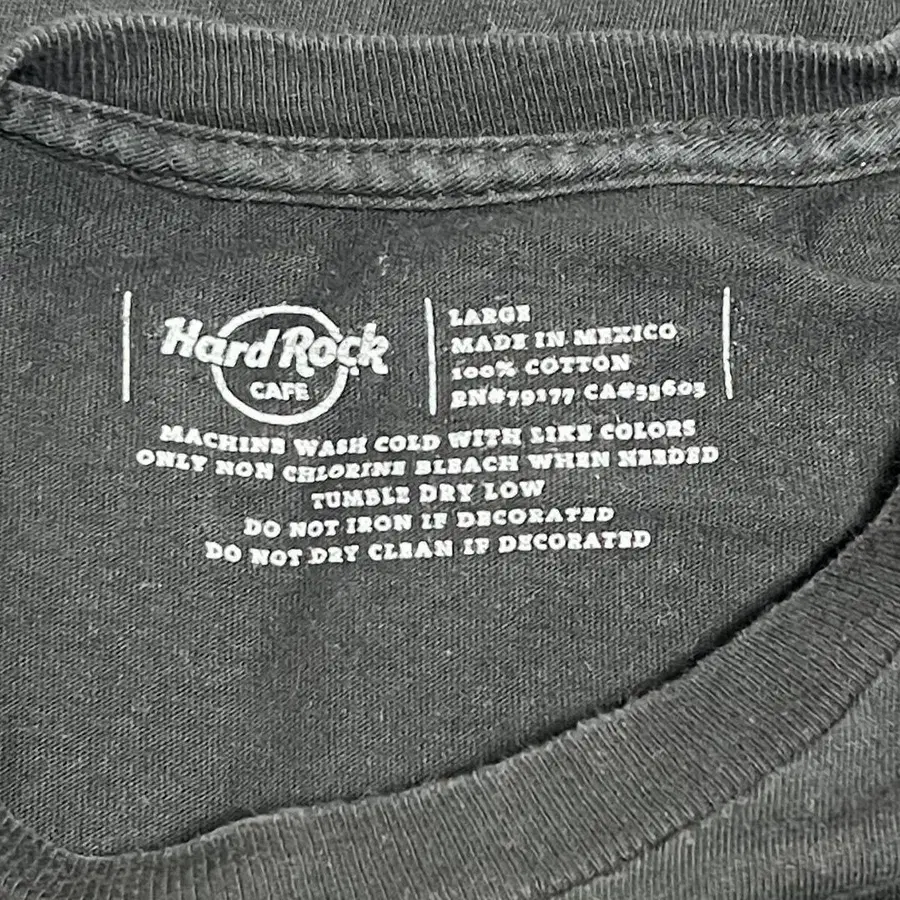 Hard Rock
CAFE
LARGE
MADE IN MEXICO
100% COTTON
RN#79177 CA#33603
MACHINE WASH COLD WITH LIKE COLORS
ONLY NON CHLORINE BLEACH WHEN NEEDED
TUMBLE DRY LOW
DO NOT IRON IF DECORATED
DO NOT DRY CLEAN IF DECORATED